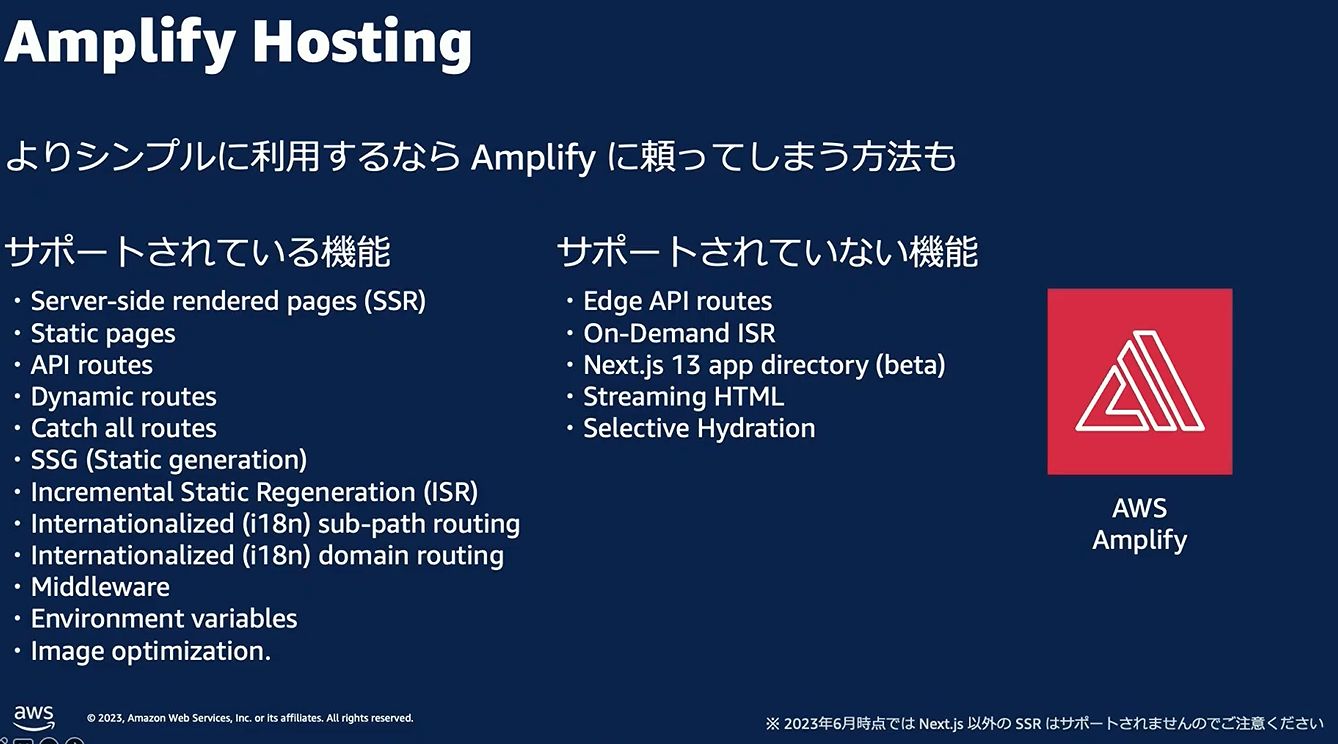 Amplify Hosting
よりシンプルに利用するなら Amplify に頼ってしまう方法も
サポートされている機能
・Server-side rendered pages (SSR)
・Static pages
・API routes
・Dynamic routes
・Catch all routes
・SSG (Static generation)
・Incremental Static Regeneration (ISR)
・Internationalized (i18n) sub-path routing
・Internationalized (i18n) domain routing
・Middleware
・Environment variables
・Image optimization.
サポートされていない機能
・Edge API routes
・On-Demand ISR
・Next.js 13 app directory (beta)
・Streaming HTML
・Selective Hydration
AWS
Amplify
aws
© 2023, Amazon Web Services, Inc. or its affiliates. All rights reserved.
※ 2023年6月時点では Next.js 以外の SSR はサポートされませんのでご注意ください